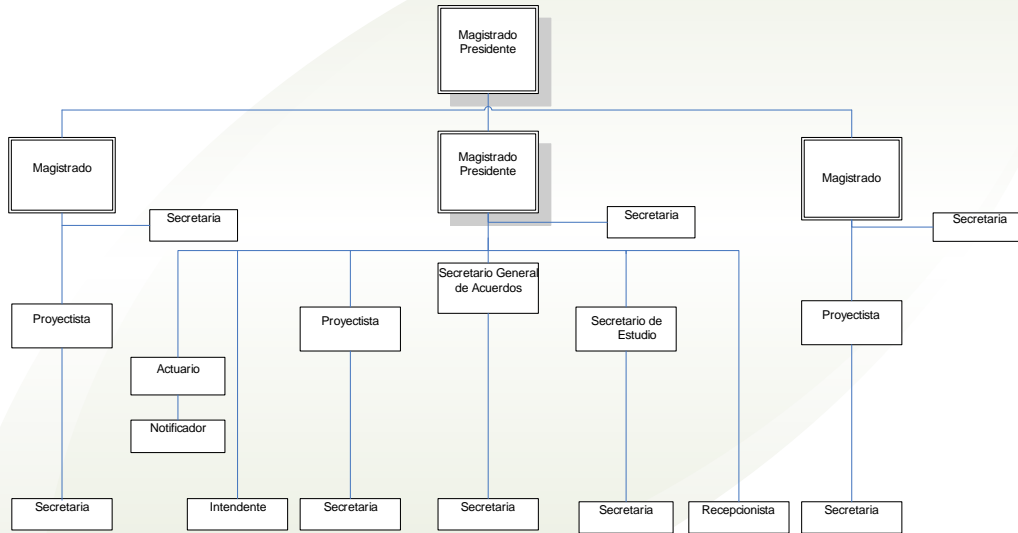 Magistrado
Presidente
Magistrado
Magistrado
Presidente
Magistrado
Secretaria
Secretaria
Secretaria
Secretario General
de Acuerdos
Proyectista
Proyectista
Secretario de
Estudio
Proyectista
Actuario
Notificador
Secretaria
Intendente
Secretaria
Secretaria
Secretaria
Recepcionista
Secretaria